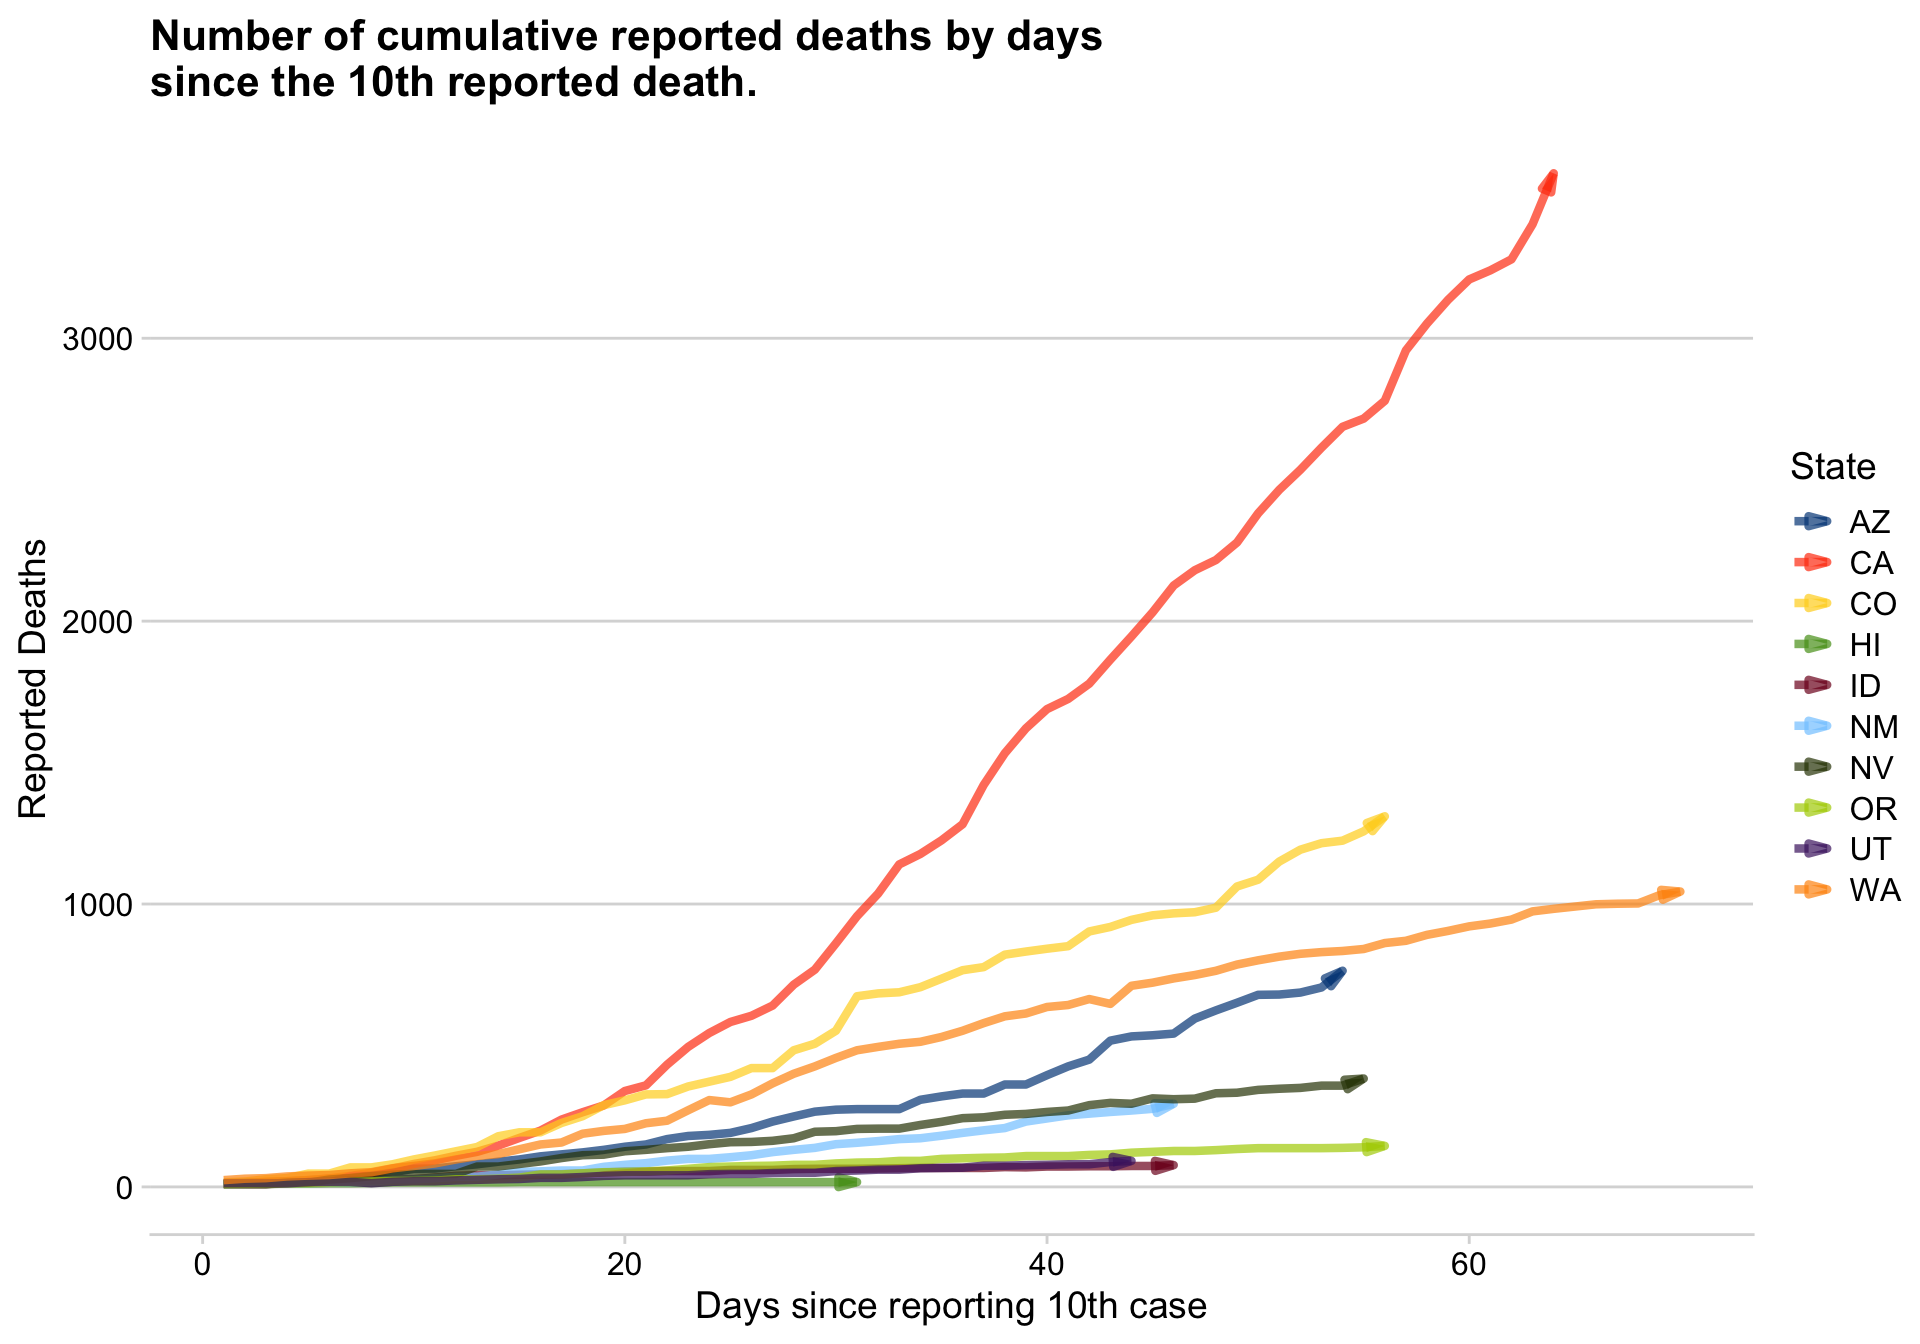 Number of cumulative reported deaths by days
since the 10th reported death.
3000
2000
1000
0
Reported Deaths
0 20 40 60
Days since reporting 10th case
State
AZ
CA
CO
HI
ID
NM
NV
OR
UT
WA